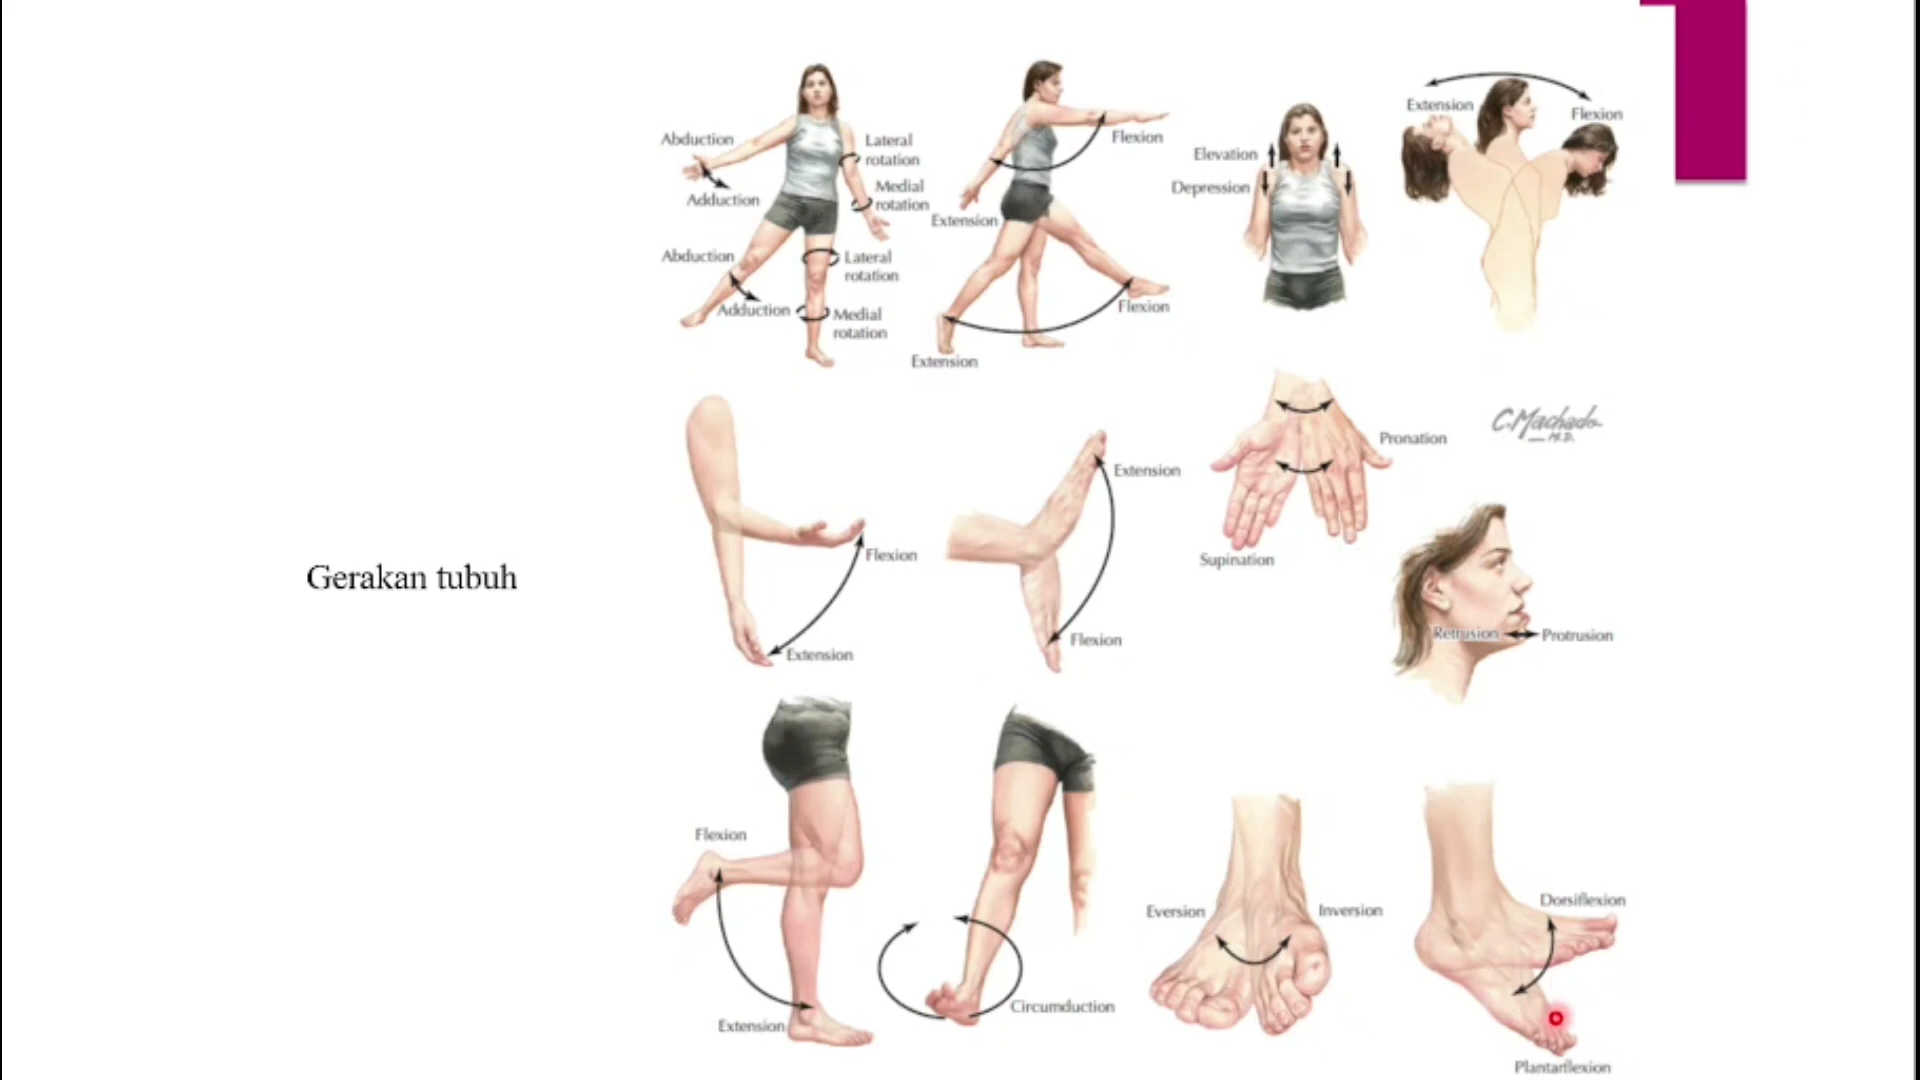 Gerakan tubuh
Abduction
Adduction
Lateral
rotation
Medial
rotation
Abduction
Adduction
Lateral
rotation
Medial
rotation
Flexion
Extension
Flexion
Extension
Elevation
Depression
Extension
Flexion
Flexion
Extension
Extension
Flexion
Pronation
Supination
C.Machado
M.D.
Retrusion
Protrusion
Flexion
Extension
Circumduction
Eversion
Inversion
Dorsiflexion
Plantarflexion